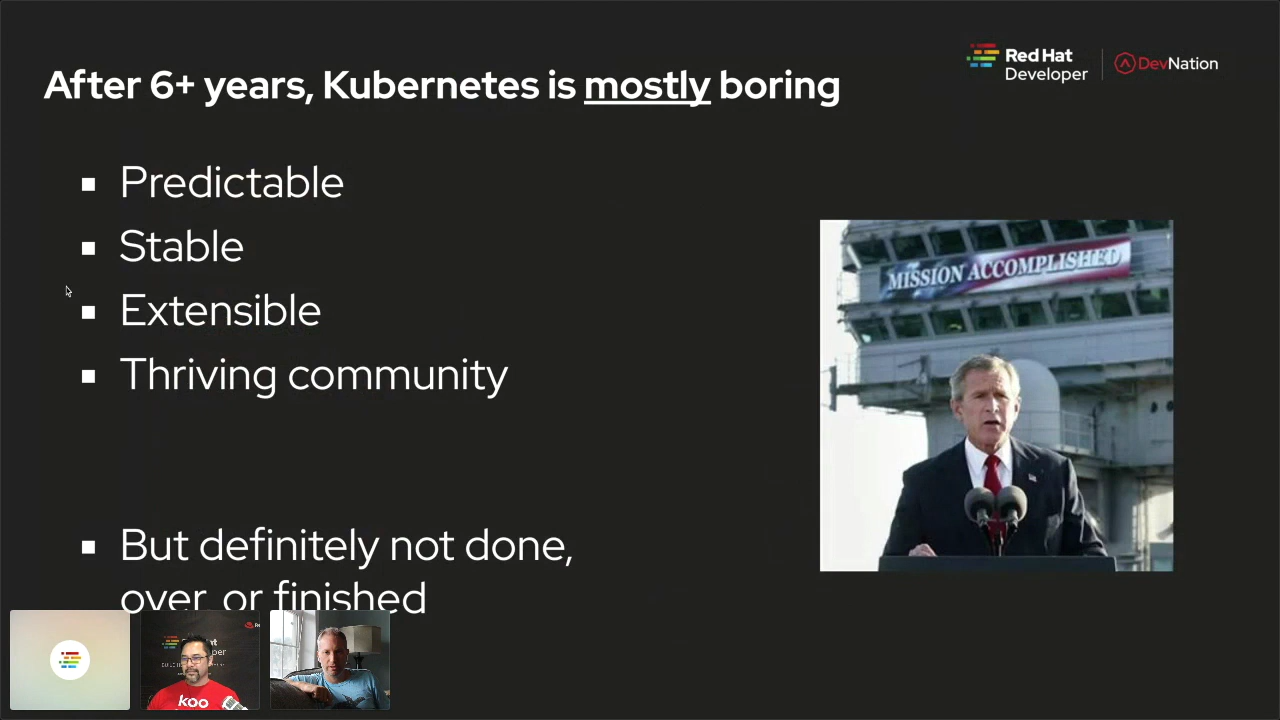 After 6+ years, Kubernetes is mostly boring
Red Hat
Developer
DevNation
Predictable
Stable
Extensible
Thriving community
But definitely not done,
over, or finished
MISSION ACCOMPLISHED
koo